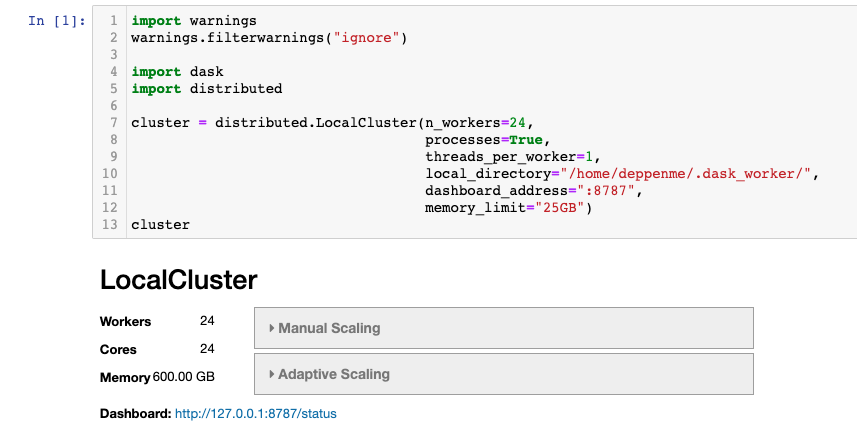 In [1]:
1 import warnings
2 warnings.filterwarnings("ignore")
3
4 import dask
5 import distributed
6
7 cluster = distributed.LocalCluster(n_workers=24,
8                                    processes=True,
9                                    threads_per_worker=1,
10                                    local_directory="/home/deppenme/.dask_worker/",
11                                    dashboard_address=":8787",
12                                    memory_limit="25GB")
13 cluster
LocalCluster
Workers 24
Cores 24
Memory 600.00 GB
Manual Scaling
Adaptive Scaling
Dashboard: http://127.0.0.1:8787/status